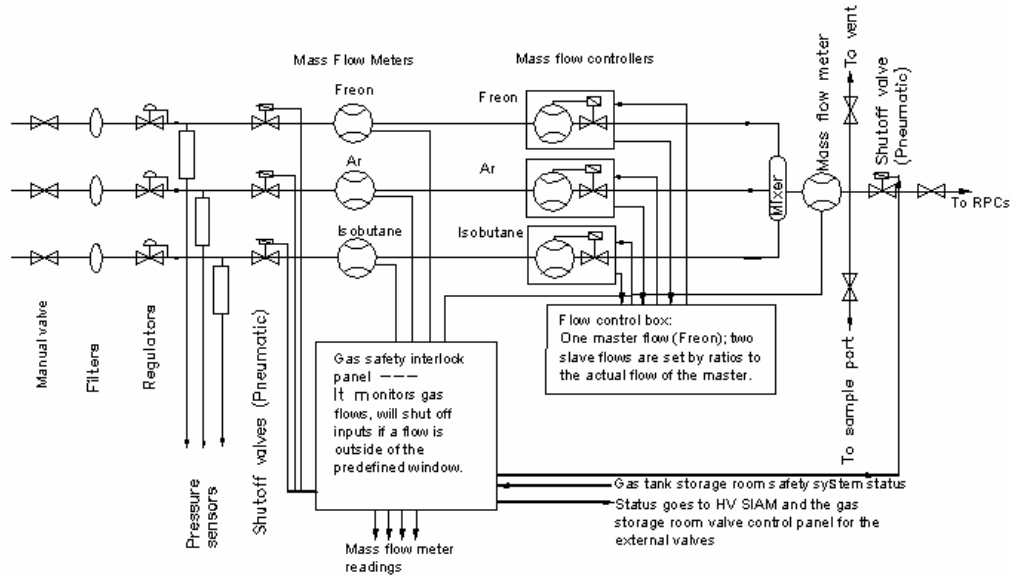 Mass Flow Meters
Mass flow controllers
Freon
Freon
Ar
Ar
Isobutane
Isobutane
Mixer
Mass flow meter
To vent
Shutoff valve
(Pneumatic)
To RPCs
To sample port
Manual valve
Filters
Regulators
Pressure
sensors
Shutoff valves (Pneumatic)
Flow control box:
One master flow (Freon); two
slave flows are set by ratios to
the actual flow of the master.
Gas safety interlock
panel ———
It monitors gas
flows, will shut off
inputs if a flow is
outside of the
predefined window.
Gas tank storage room safety sySTem status
Status goes to HV SIAM and the gas
storage room valve control panel for the
external valves
Mass flow meter
readings